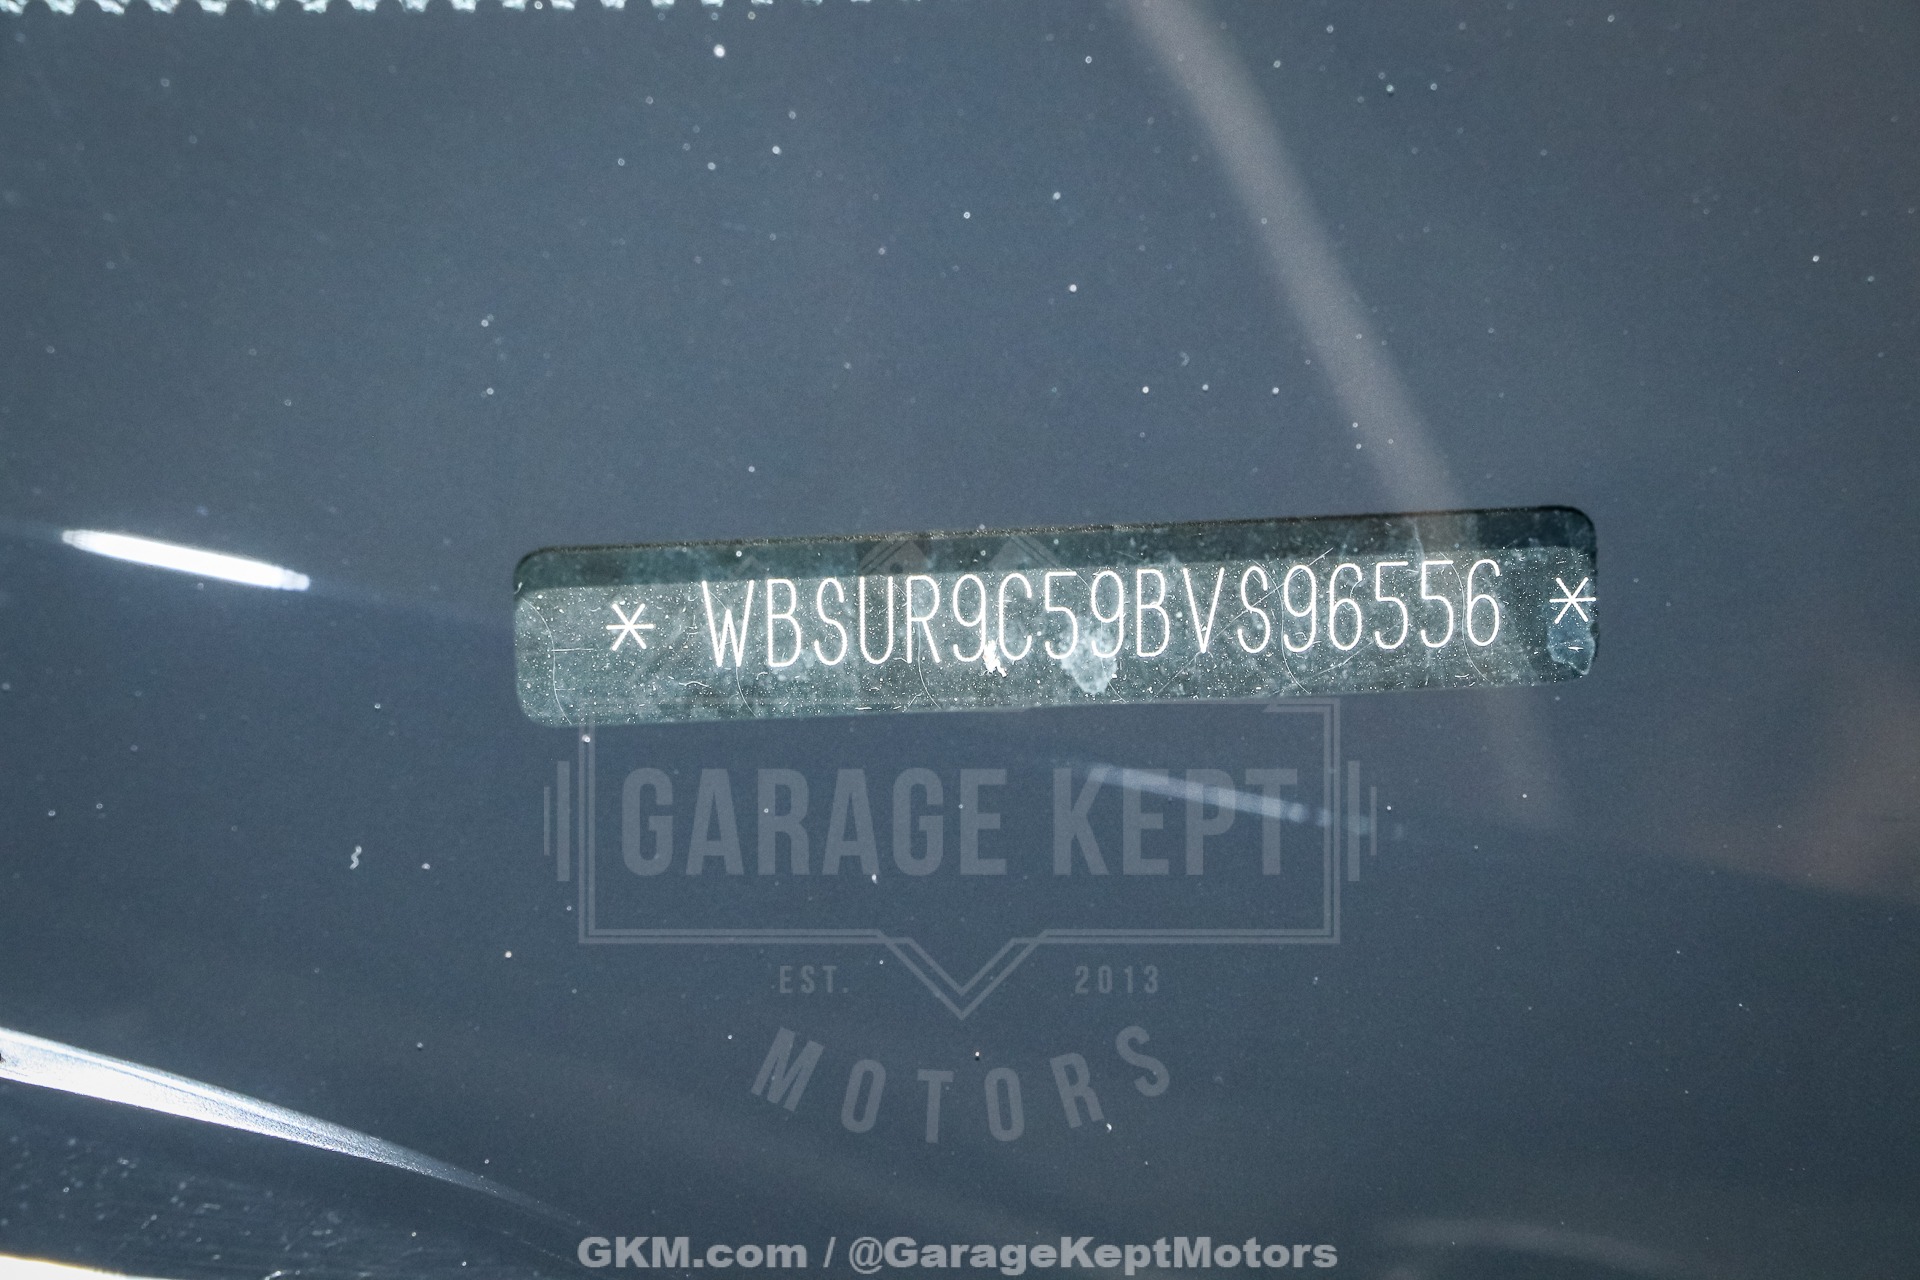 * WBSUR9C59BVS96556 *
GARAGE KEPT
EST. 2013
MOTORS
GKM.com / @GarageKeptMotors